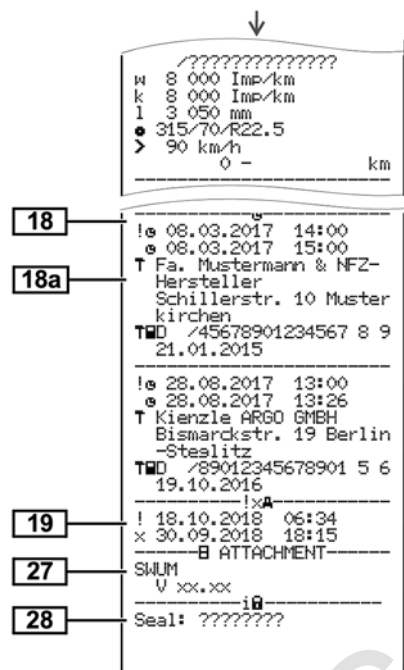 /??????????????
w 8 000 Imp/km
k 8 000 Imp/km
l 3 050 mm
315/70/R22.5
> 90 km/h
0 - km
18
! 08.03.2017 14:00
08.03.2017 15:00
18a
T Fa. Mustermann & NFZ-
Hersteller
Schillerstr. 10 Muster
kirchen
T D /45678901234567 8 9
21.01.2015
! 28.08.2017 13:00
28.08.2017 13:26
T Kienzle ARGO GMBH
Bismarckstr. 19 Berlin
-Steglitz
T D /89012345678901 5 6
19.10.2016
!xA
19
! 18.10.2018 06:34
x 30.09.2018 18:15
ATTACHMENT
27
SWUM
V xx.xx
i
28
Seal: ????????